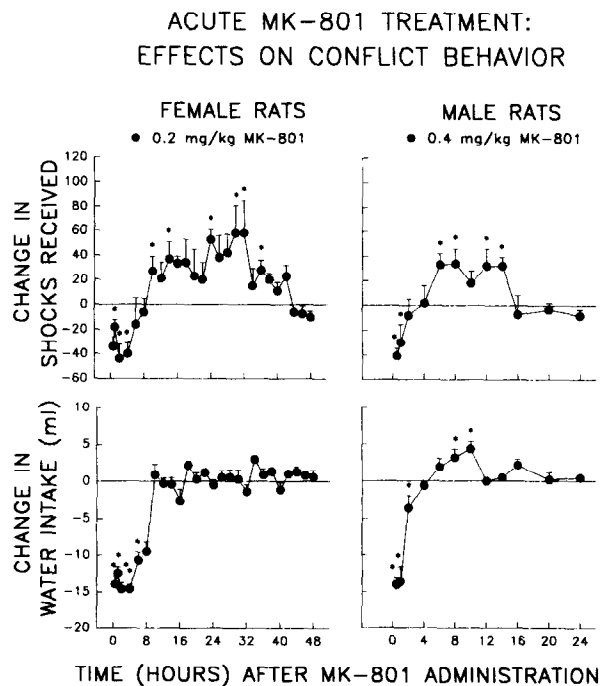 ACUTE MK-801 TREATMENT:
EFFECTS ON CONFLICT BEHAVIOR
FEMALE RATS
● 0.2 mg/kg MK-801
MALE RATS
● 0.4 mg/kg MK-801
CHANGE IN
SHOCKS RECEIVED
120
100
80
60
40
20
0
-20
-40
-60
CHANGE IN
WATER INTAKE (ml)
10
5
0
-5
-10
-15
-20
0 8 16 24 32 40 48
0 4 8 12 16 20 24
TIME (HOURS) AFTER MK-801 ADMINISTRATION